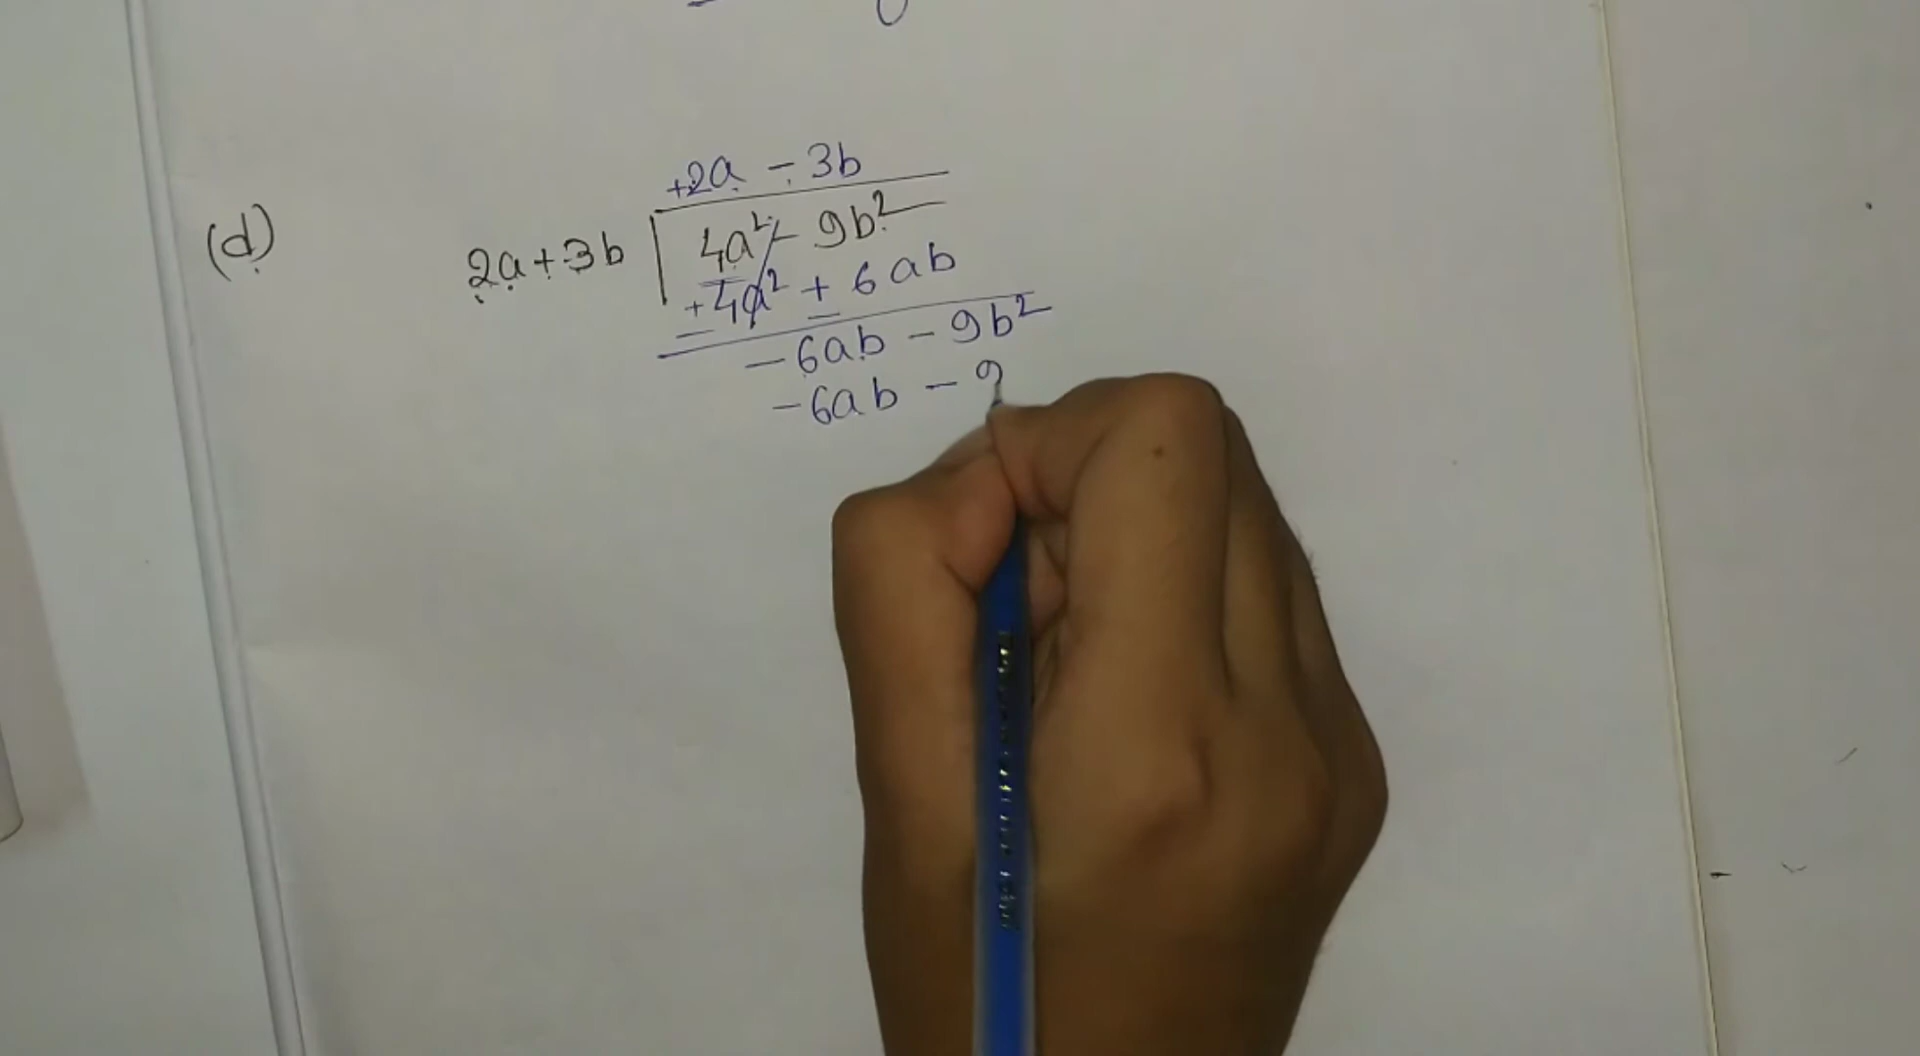 +2a - 3b
(d) 2a+3b 4a² - 9b²
+4a² + 6ab
- -
-6ab - 9b²
-6ab - 9